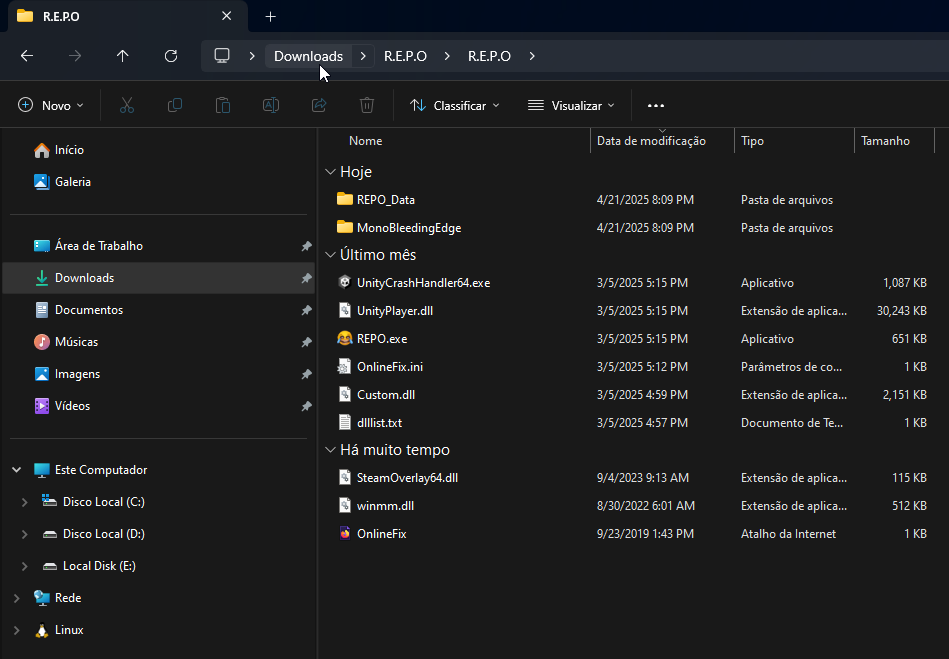 R.E.P.O
Downloads R.E.P.O R.E.P.O
Novo Classificar Visualizar
Início
Galeria
Área de Trabalho
Downloads
Documentos
Músicas
Imagens
Vídeos
Este Computador
Disco Local (C:)
Disco Local (D:)
Local Disk (E:)
Rede
Linux
Nome Data de modificação Tipo Tamanho
Hoje
REPO_Data 4/21/2025 8:09 PM Pasta de arquivos
MonoBleedingEdge 4/21/2025 8:09 PM Pasta de arquivos
Último mês
UnityCrashHandler64.exe 3/5/2025 5:15 PM Aplicativo 1,087 KB
UnityPlayer.dll 3/5/2025 5:15 PM Extensão de aplica... 30,243 KB
REPO.exe 3/5/2025 5:15 PM Aplicativo 651 KB
OnlineFix.ini 3/5/2025 5:12 PM Parâmetros de co... 1 KB
Custom.dll 3/5/2025 4:59 PM Extensão de aplica... 2,151 KB
dlllist.txt 3/5/2025 4:57 PM Documento de Te... 1 KB
Há muito tempo
SteamOverlay64.dll 9/4/2023 9:13 AM Extensão de aplica... 115 KB
winmm.dll 8/30/2022 6:01 AM Extensão de aplica... 512 KB
OnlineFix 9/23/2019 1:43 PM Atalho da Internet 1 KB